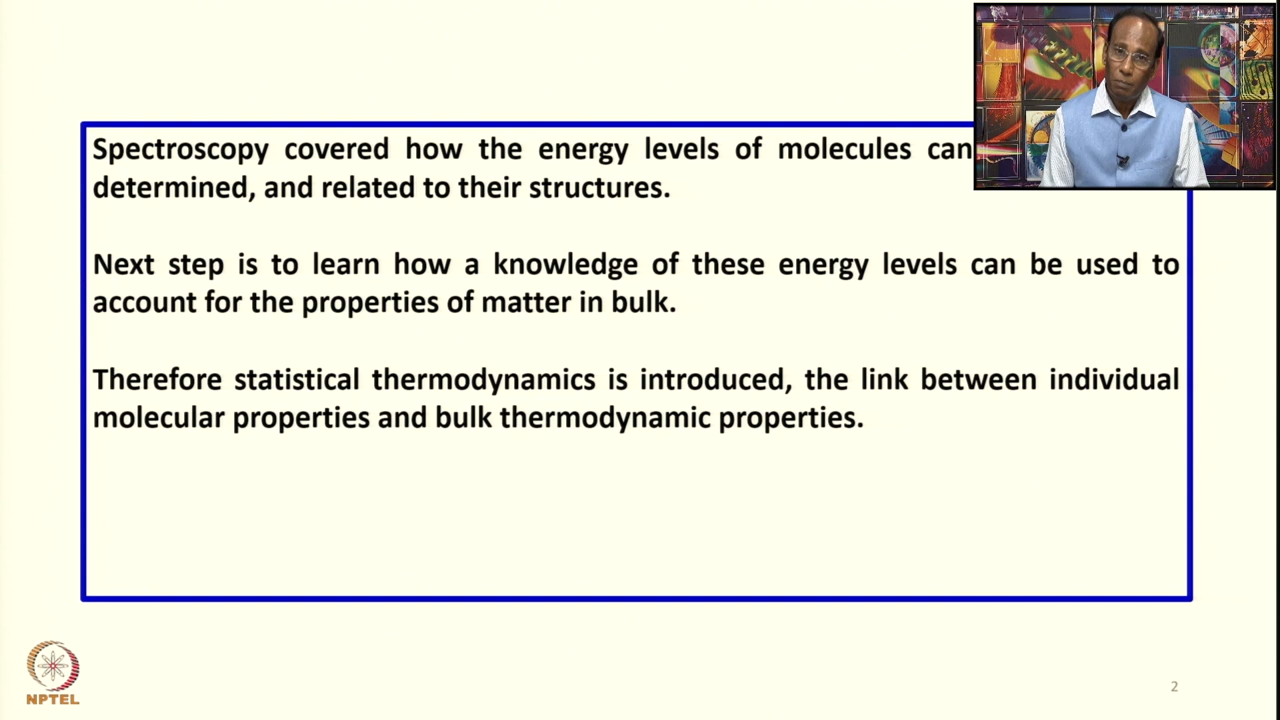 Spectroscopy covered how the energy levels of molecules can
determined, and related to their structures.
Next step is to learn how a knowledge of these energy levels can be used to
account for the properties of matter in bulk.
Therefore statistical thermodynamics is introduced, the link between individual
molecular properties and bulk thermodynamic properties.
NPTEL
2